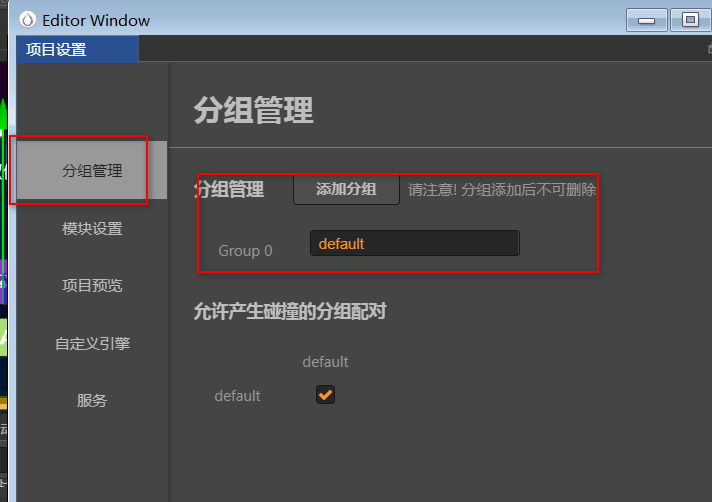 Editor Window
项目设置
分组管理
分组管理
模块设置
项目预览
自定义引擎
服务
分组管理 添加分组 请注意! 分组添加后不可删除
Group 0 default
允许产生碰撞的分组配对
default
default